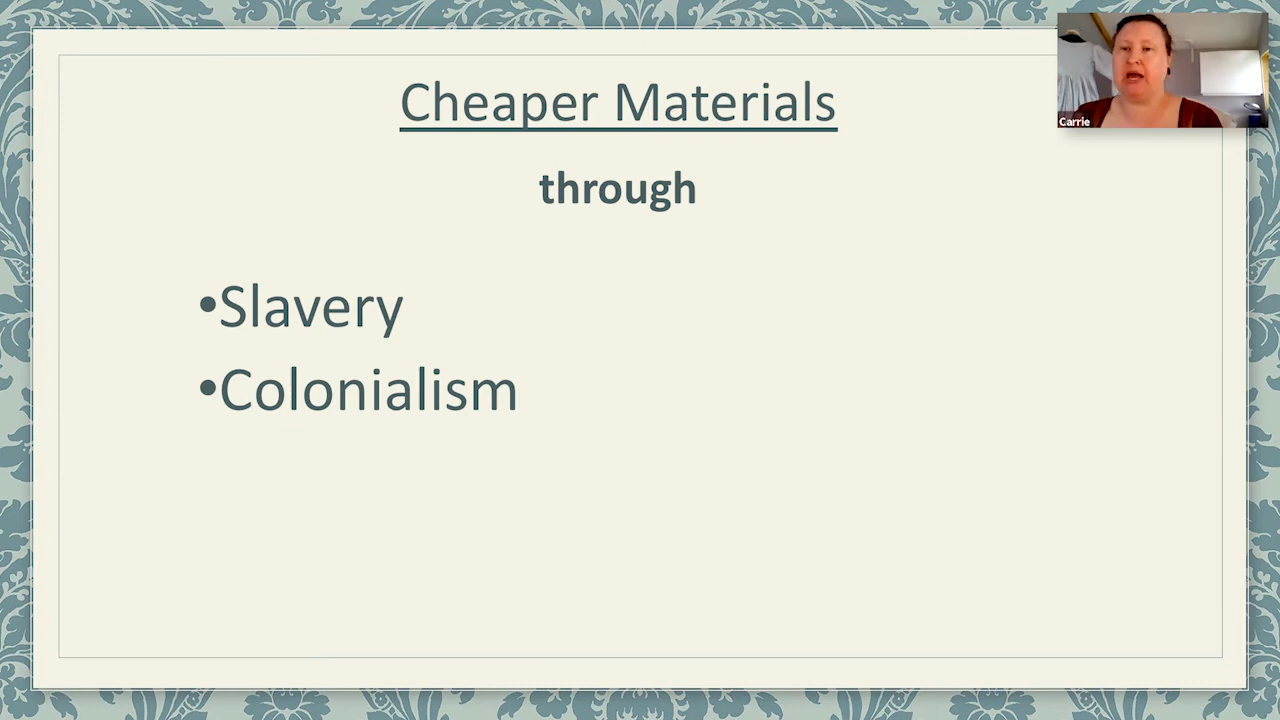 Cheaper Materials
through
•Slavery
•Colonialism
Carrie